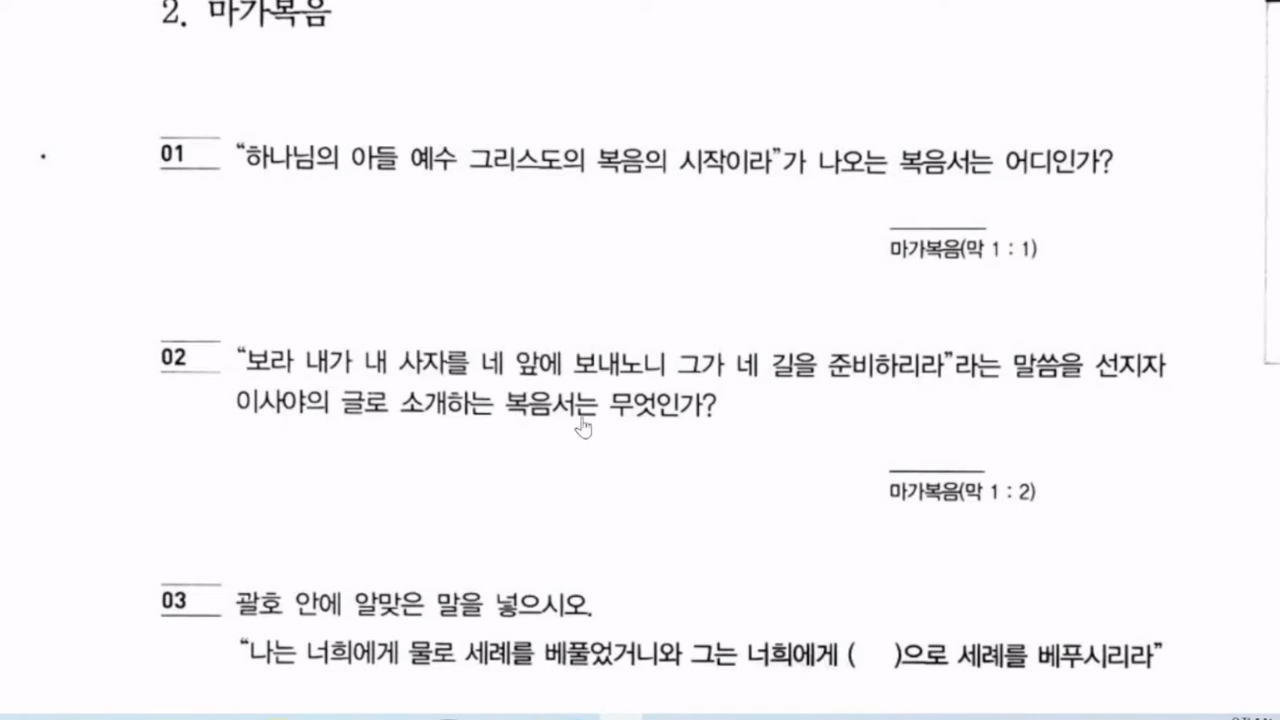 2. 마가복음
01 “하나님의 아들 예수 그리스도의 복음의 시작이라”가 나오는 복음서는 어디인가?
마가복음(막 1 : 1)
02 “보라 내가 내 사자를 네 앞에 보내노니 그가 네 길을 준비하리라”라는 말씀을 선지자
이사야의 글로 소개하는 복음서는 무엇인가?
마가복음(막 1 : 2)
03 괄호 안에 알맞은 말을 넣으시오.
“나는 너희에게 물로 세례를 베풀었거니와 그는 너희에게 (    )으로 세례를 베푸시리라”